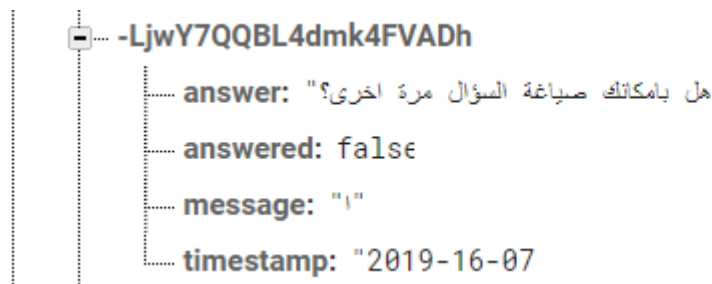 -LjwY7QQBL4dmk4FVADh
answer: "هل بامكانك صياغة السؤال مرة اخرى؟
answered: false
message: "ا"
timestamp: "2019-16-07